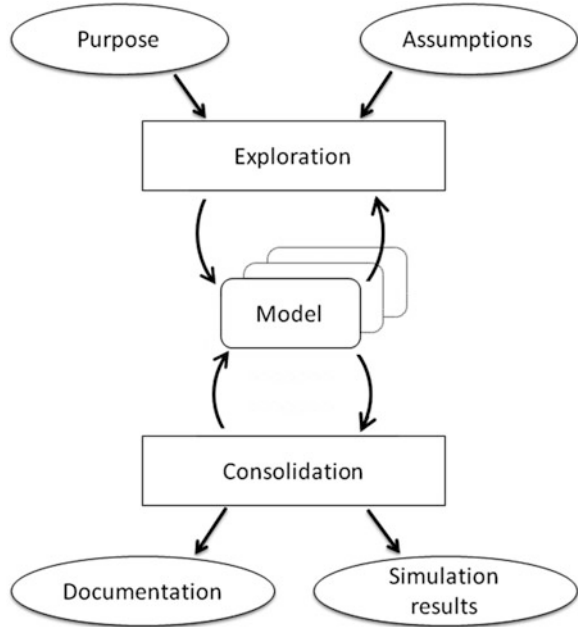 Purpose
Assumptions
Exploration
Model
Consolidation
Documentation
Simulation
results